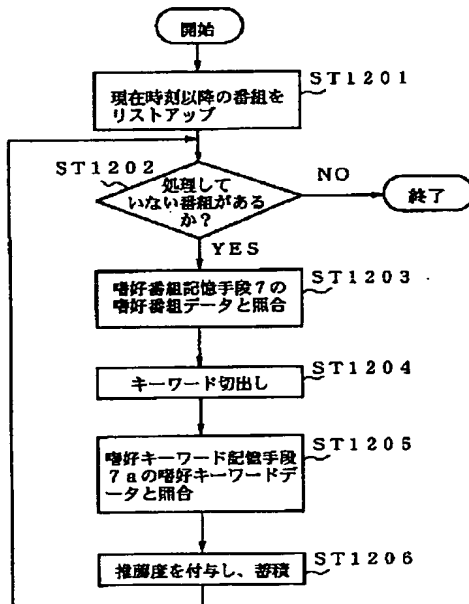 開始
ST1201
現在時刻以降の番組を
リストアップ
ST1202
処理して
いない番組がある
か？
NO
終了
YES
ST1203
嗜好番組記憶手段７の
嗜好番組データと照合
ST1204
キーワード切出し
ST1205
嗜好キーワード記憶手段
７ａの嗜好キーワードデ
ータと照合
ST1206
推薦度を付与し、蓄積